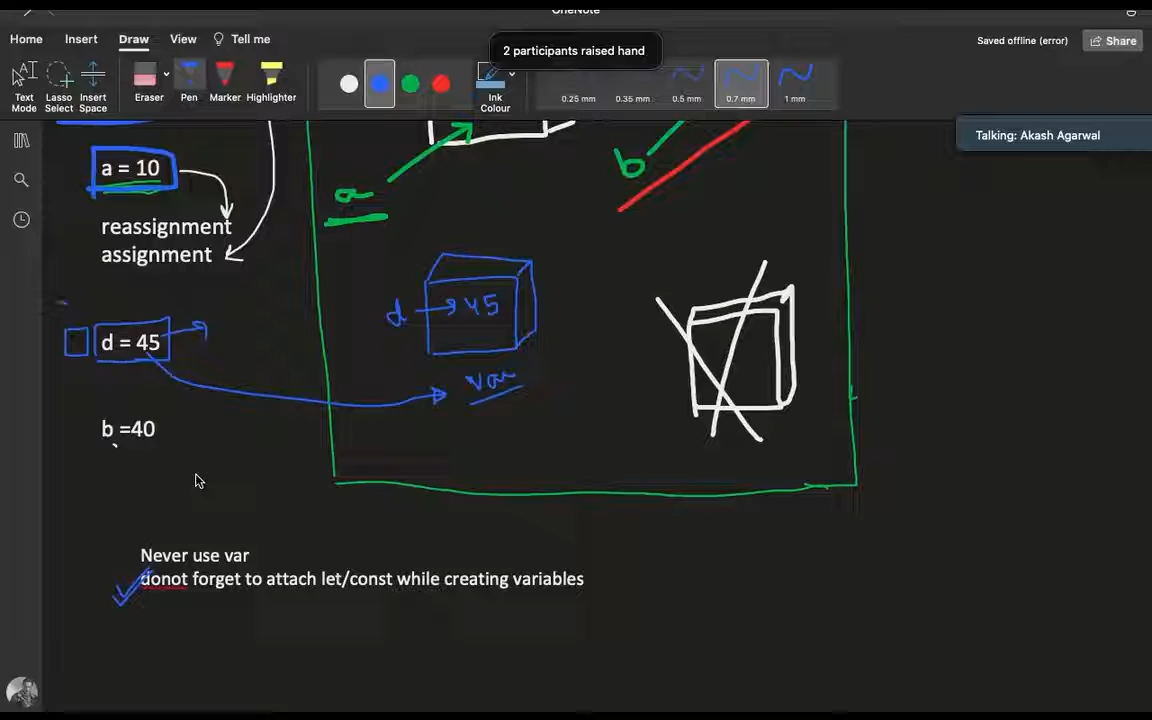 OneNote
Home Insert Draw View Tell me
2 participants raised hand
Saved offline (error)
Share
Text Mode
Lasso Select
Insert Space
Eraser
Pen
Marker
Highlighter
Ink Colour
0.25 mm
0.35 mm
0.5 mm
0.7 mm
1 mm
Talking: Akash Agarwal
a = 10
a
b
reassignment
assignment
d
45
d = 45
var
b =40
Never use var
donot forget to attach let/const while creating variables